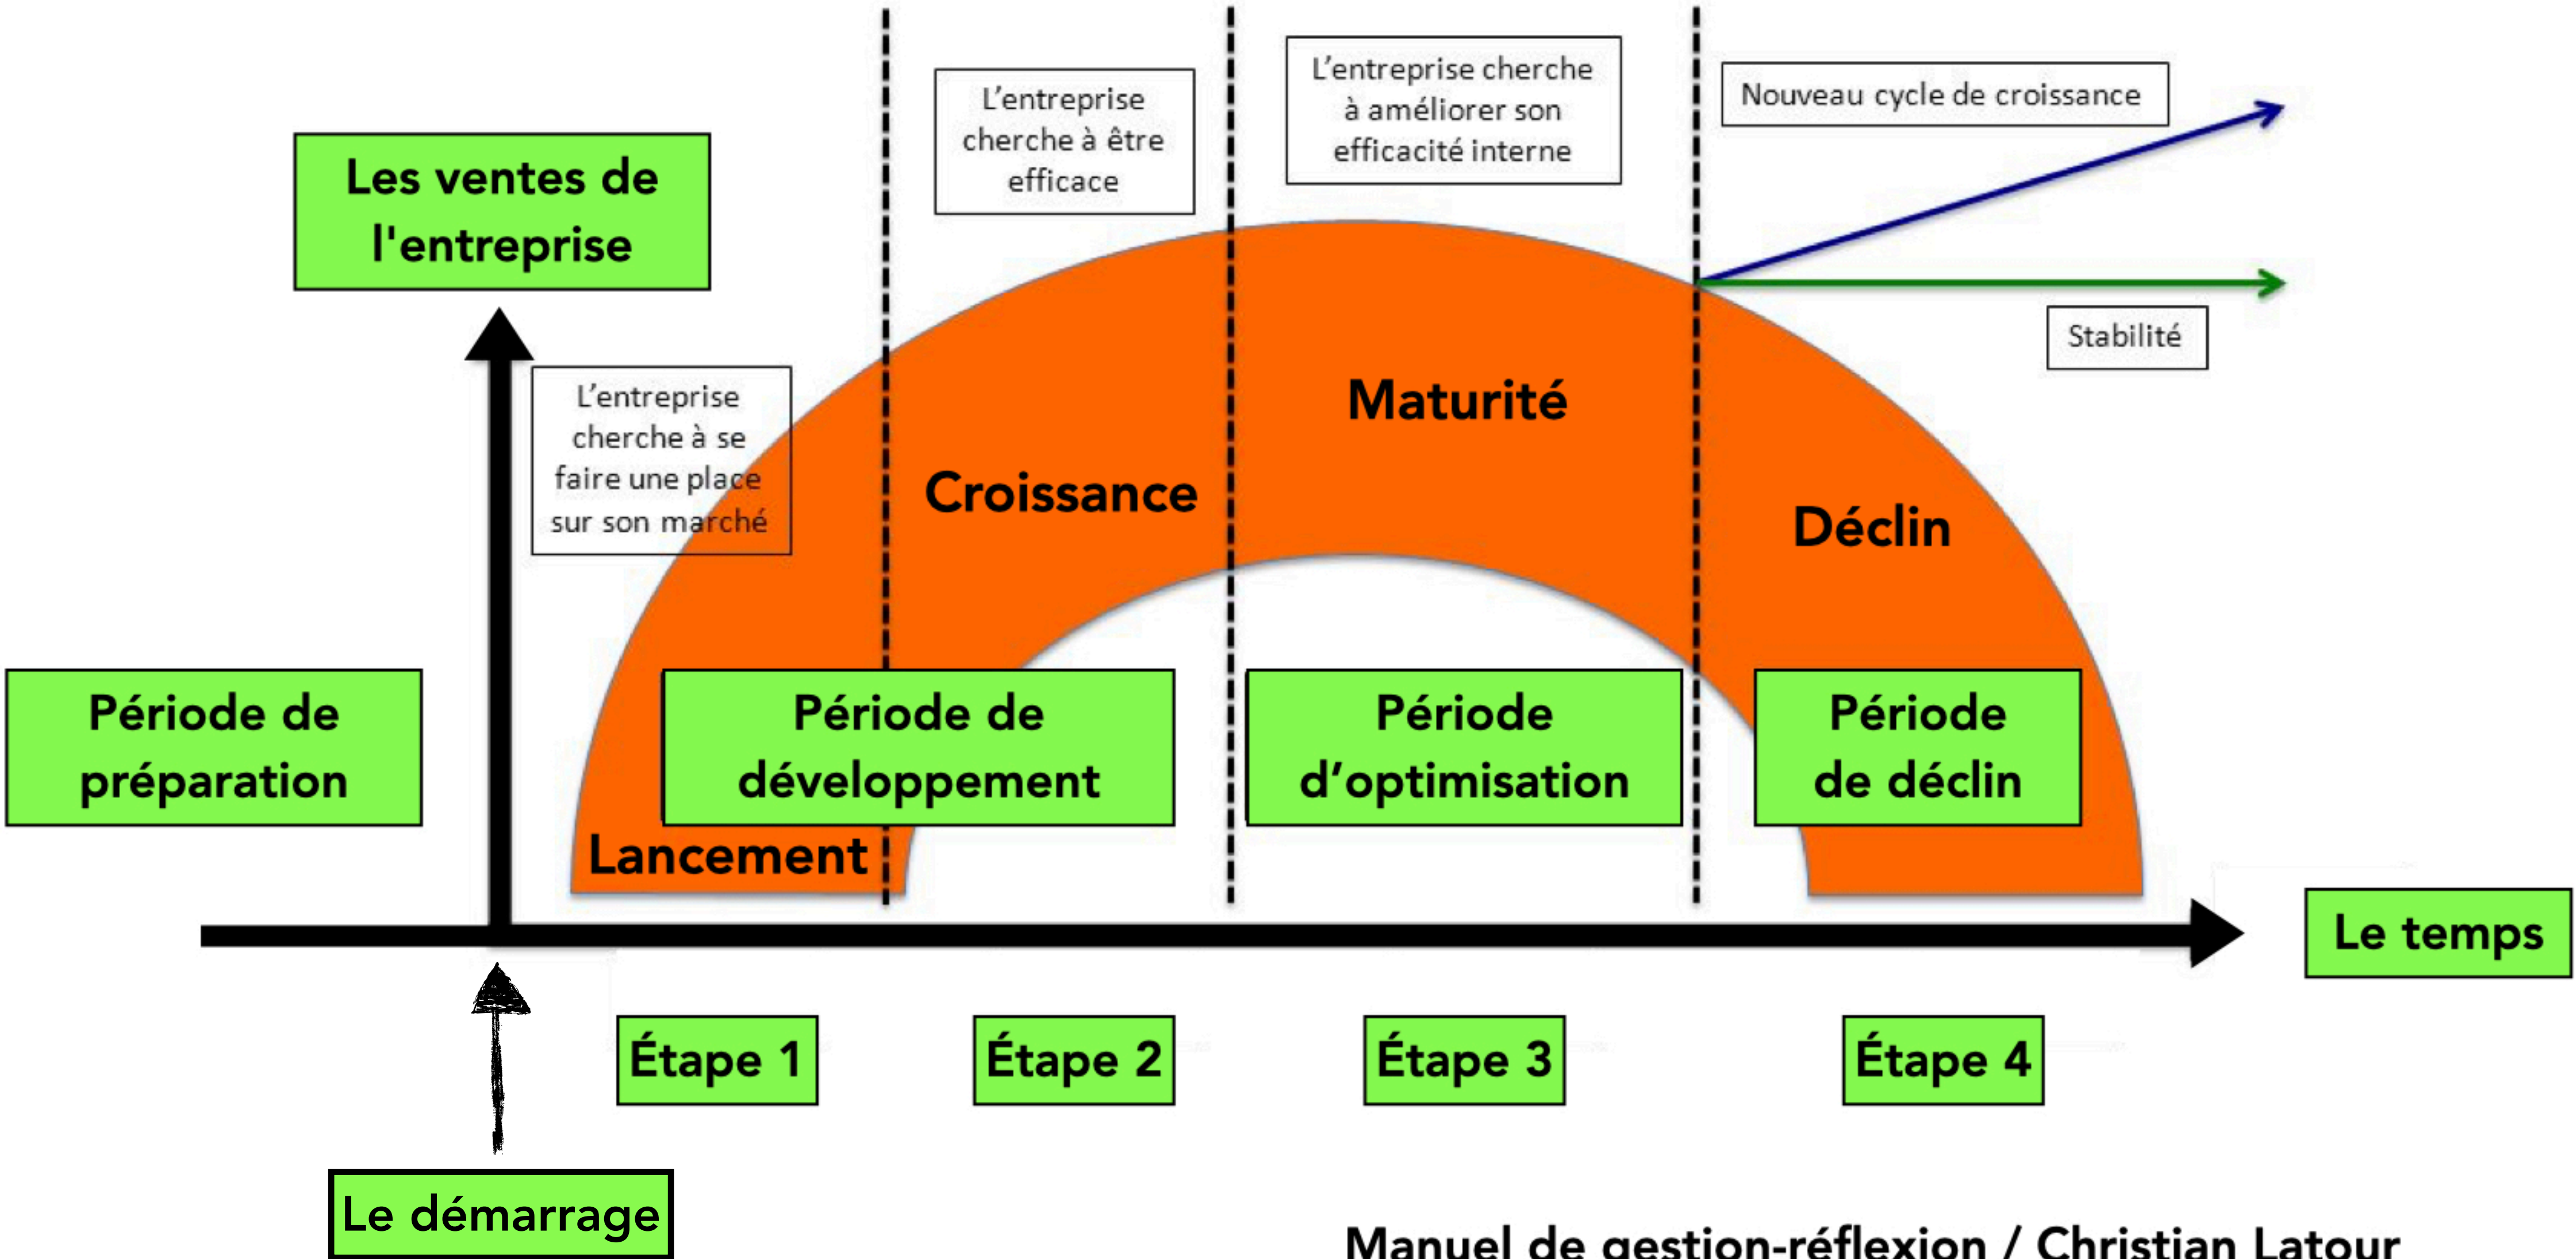 L'entreprise
cherche à être
efficace
L'entreprise cherche
à améliorer son
efficacité interne
Nouveau cycle de croissance
Les ventes de
l'entreprise
Stabilité
L'entreprise
cherche à se
faire une place
sur son marché
Maturité
Croissance
Déclin
Période de
préparation
Période de
développement
Période
d'optimisation
Période
de déclin
Lancement
Le temps
Étape 1
Étape 2
Étape 3
Étape 4
Le démarrage
Manuel de gestion-réflexion / Christian Latour